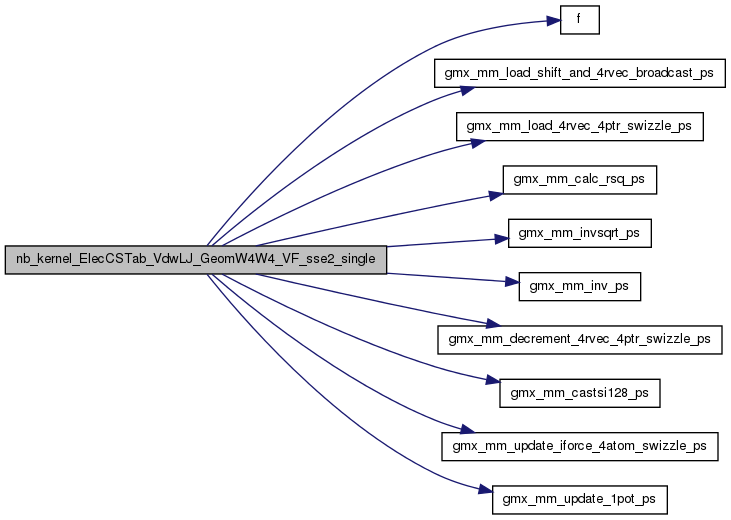 f
gmx_mm_load_shift_and_4rvec_broadcast_ps
gmx_mm_load_4rvec_4ptr_swizzle_ps
gmx_mm_calc_rsq_ps
gmx_mm_invsqrt_ps
nb_kernel_ElecCSTab_VdwLJ_GeomW4W4_VF_sse2_single
gmx_mm_inv_ps
gmx_mm_decrement_4rvec_4ptr_swizzle_ps
gmx_mm_castsi128_ps
gmx_mm_update_iforce_4atom_swizzle_ps
gmx_mm_update_1pot_ps